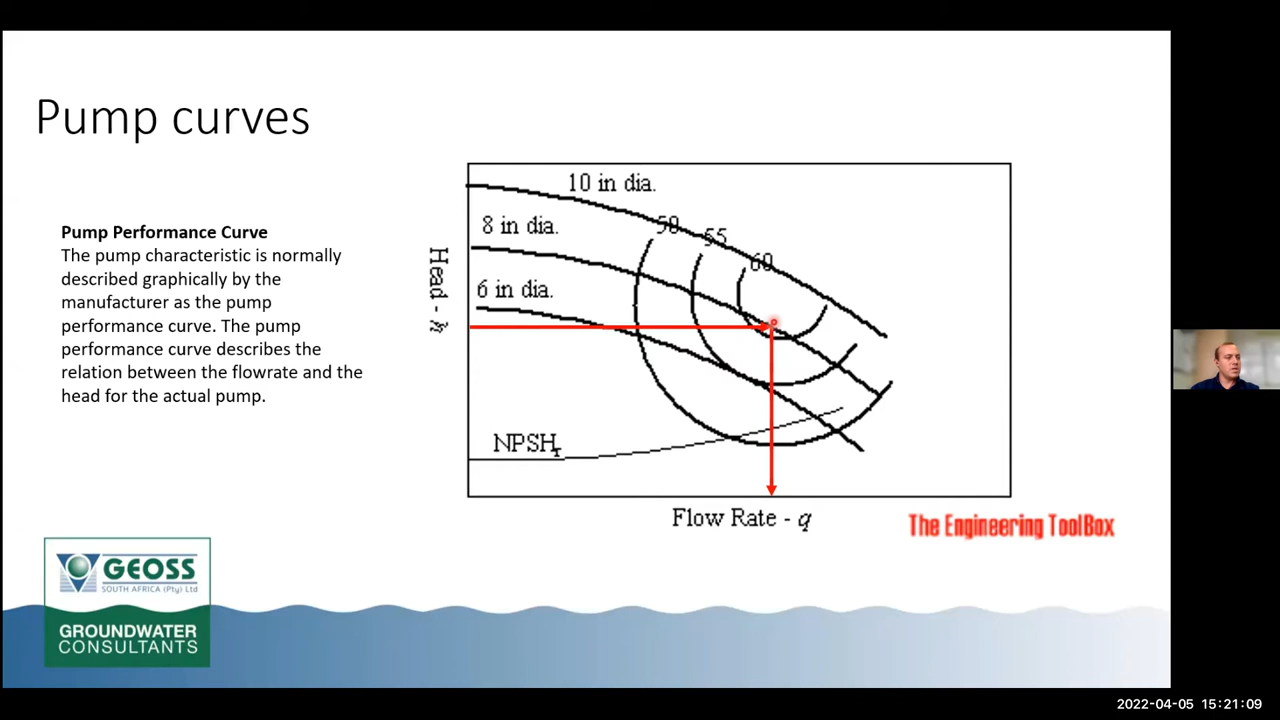 Pump curves
Pump Performance Curve
The pump characteristic is normally
described graphically by the
manufacturer as the pump
performance curve. The pump
performance curve describes the
relation between the flowrate and the
head for the actual pump.
10 in dia.
8 in dia.
6 in dia.
50
55
60
Head - h
NPSHr
Flow Rate - q
The Engineering ToolBox
GEOSS
SOUTH AFRICA (Pty) Ltd
GROUNDWATER
CONSULTANTS
2022-04-05 15:21:09